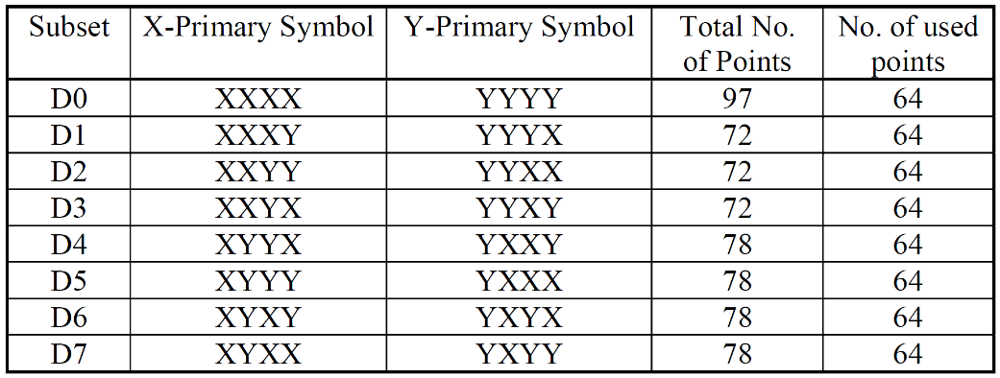 Subset X-Primary Symbol Y-Primary Symbol Total No. of Points No. of used points
D0 XXXX YYYY 97 64
D1 XXXY YYYX 72 64
D2 XXYY YYXX 72 64
D3 XXYX YYXY 72 64
D4 XYYX YXXY 78 64
D5 XYYY YXXX 78 64
D6 XYXY YXYX 78 64
D7 XYXX YXYY 78 64